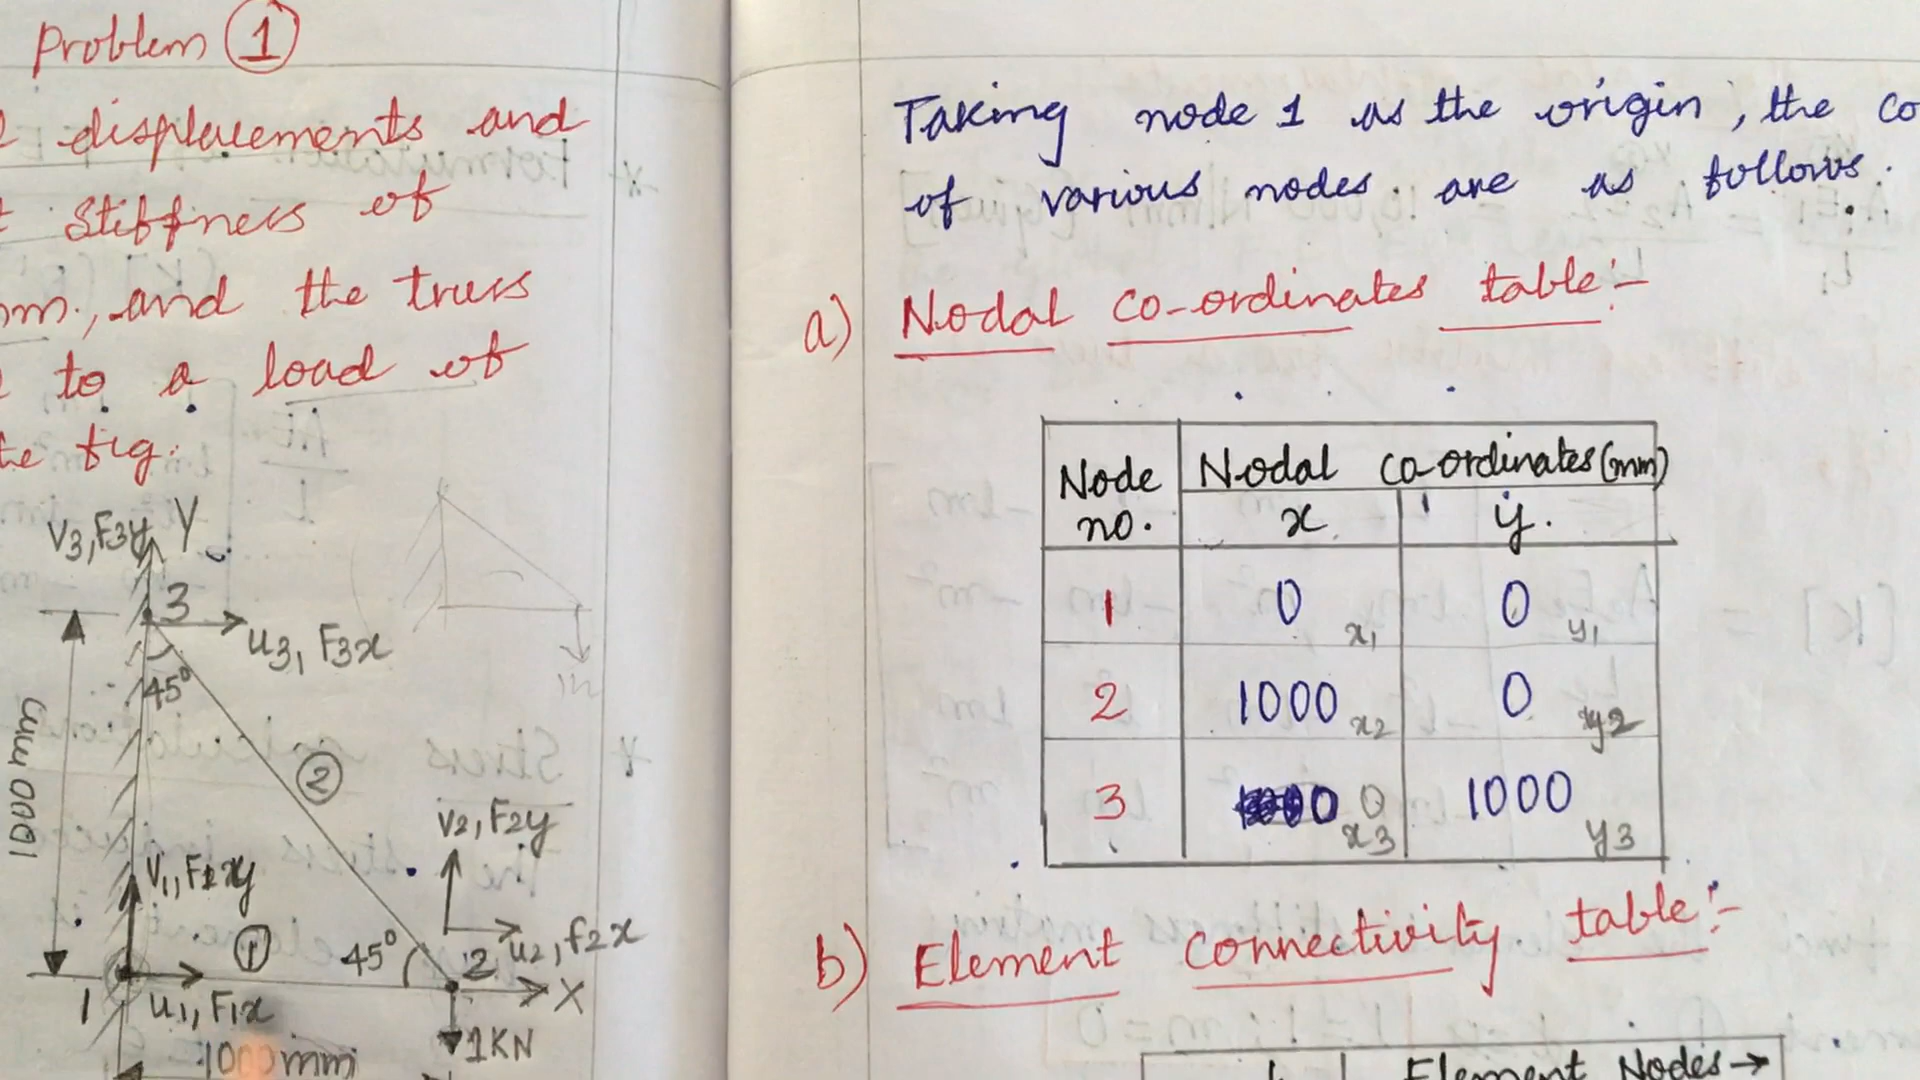 Problem 1
displacements and
stiffness of
mm., and the truss
to a load of
fig.
V3, F3y Y
3
u3, F3x
45°
1000mm
2
V2, F2y
V1, F1y
1
45°
2
u2, f2x
X
1
u1, F1x
1KN
1000mm
Taking node 1 as the origin, the co
of various nodes. are as follows.
a) Nodal co-ordinates table:-
Node no. Nodal co-ordinates (mm)
x y.
1 0 x1 0 y1
2 1000 x2 0 y2
3 0 x3 1000 y3
b) Element connectivity table:-
Element Nodes→